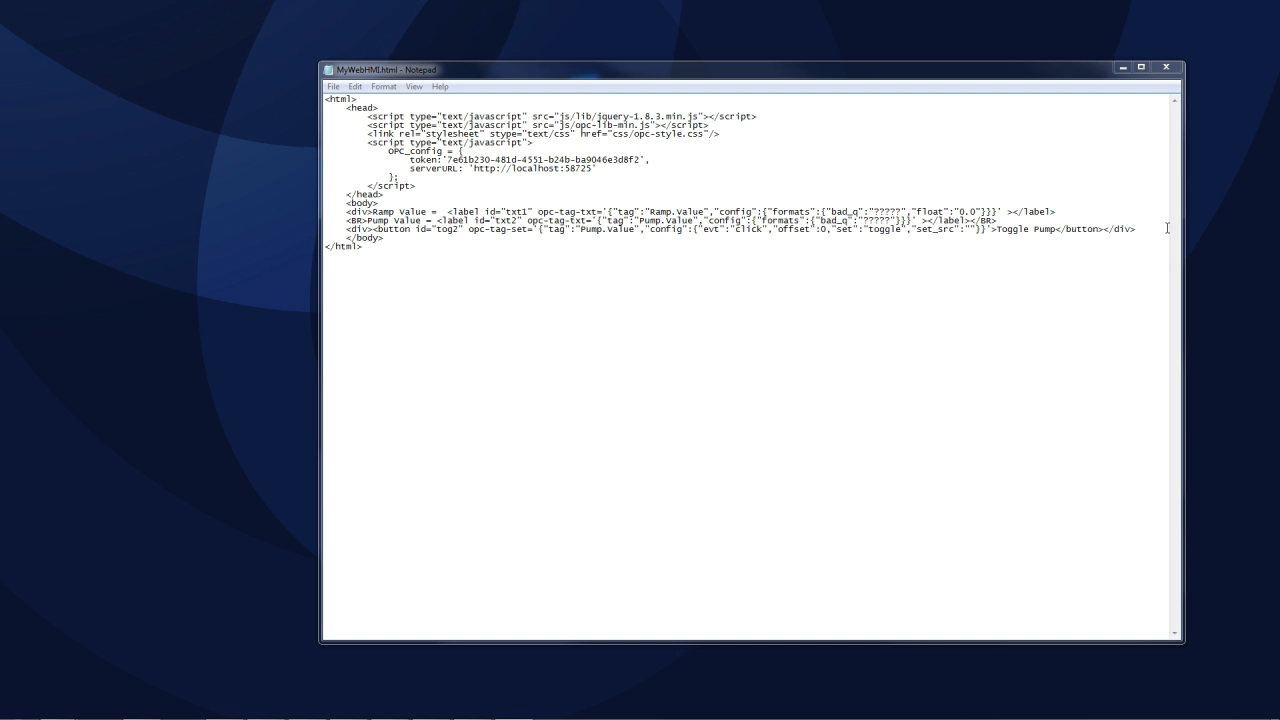 MyWebHMI.html - Notepad
File Edit Format View Help
<html>
<head>
<script type="text/javascript" src="js/lib/jquery-1.8.3.min.js"></script>
<script type="text/javascript" src="js/opc-lib-min.js"></script>
<link rel="stylesheet" stype="text/css" href="css/opc-style.css"/>
<script type="text/javascript">
OPC_config = {
token:'7e61b230-481d-4551-b24b-ba9046e3d8f2',
serverURL: 'http://localhost:58725'
};
</script>
</head>
<body>
<div>Ramp Value =  <label id="txt1" opc-tag-txt='{"tag":"Ramp.Value","config":{"formats":{"bad_q":"?????","float":"0.0"}}}' ></label>
<BR>Pump Value = <label id="txt2" opc-tag-txt='{"tag":"Pump.Value","config":{"formats":{"bad_q":"?????"}}}' ></label></BR>
<div><button id="tog2" opc-tag-set='{"tag":"Pump.Value","config":{"evt":"click","offset":0,"set":"toggle","set_src":""}}'>Toggle Pump</button></div>
</body>
</html>